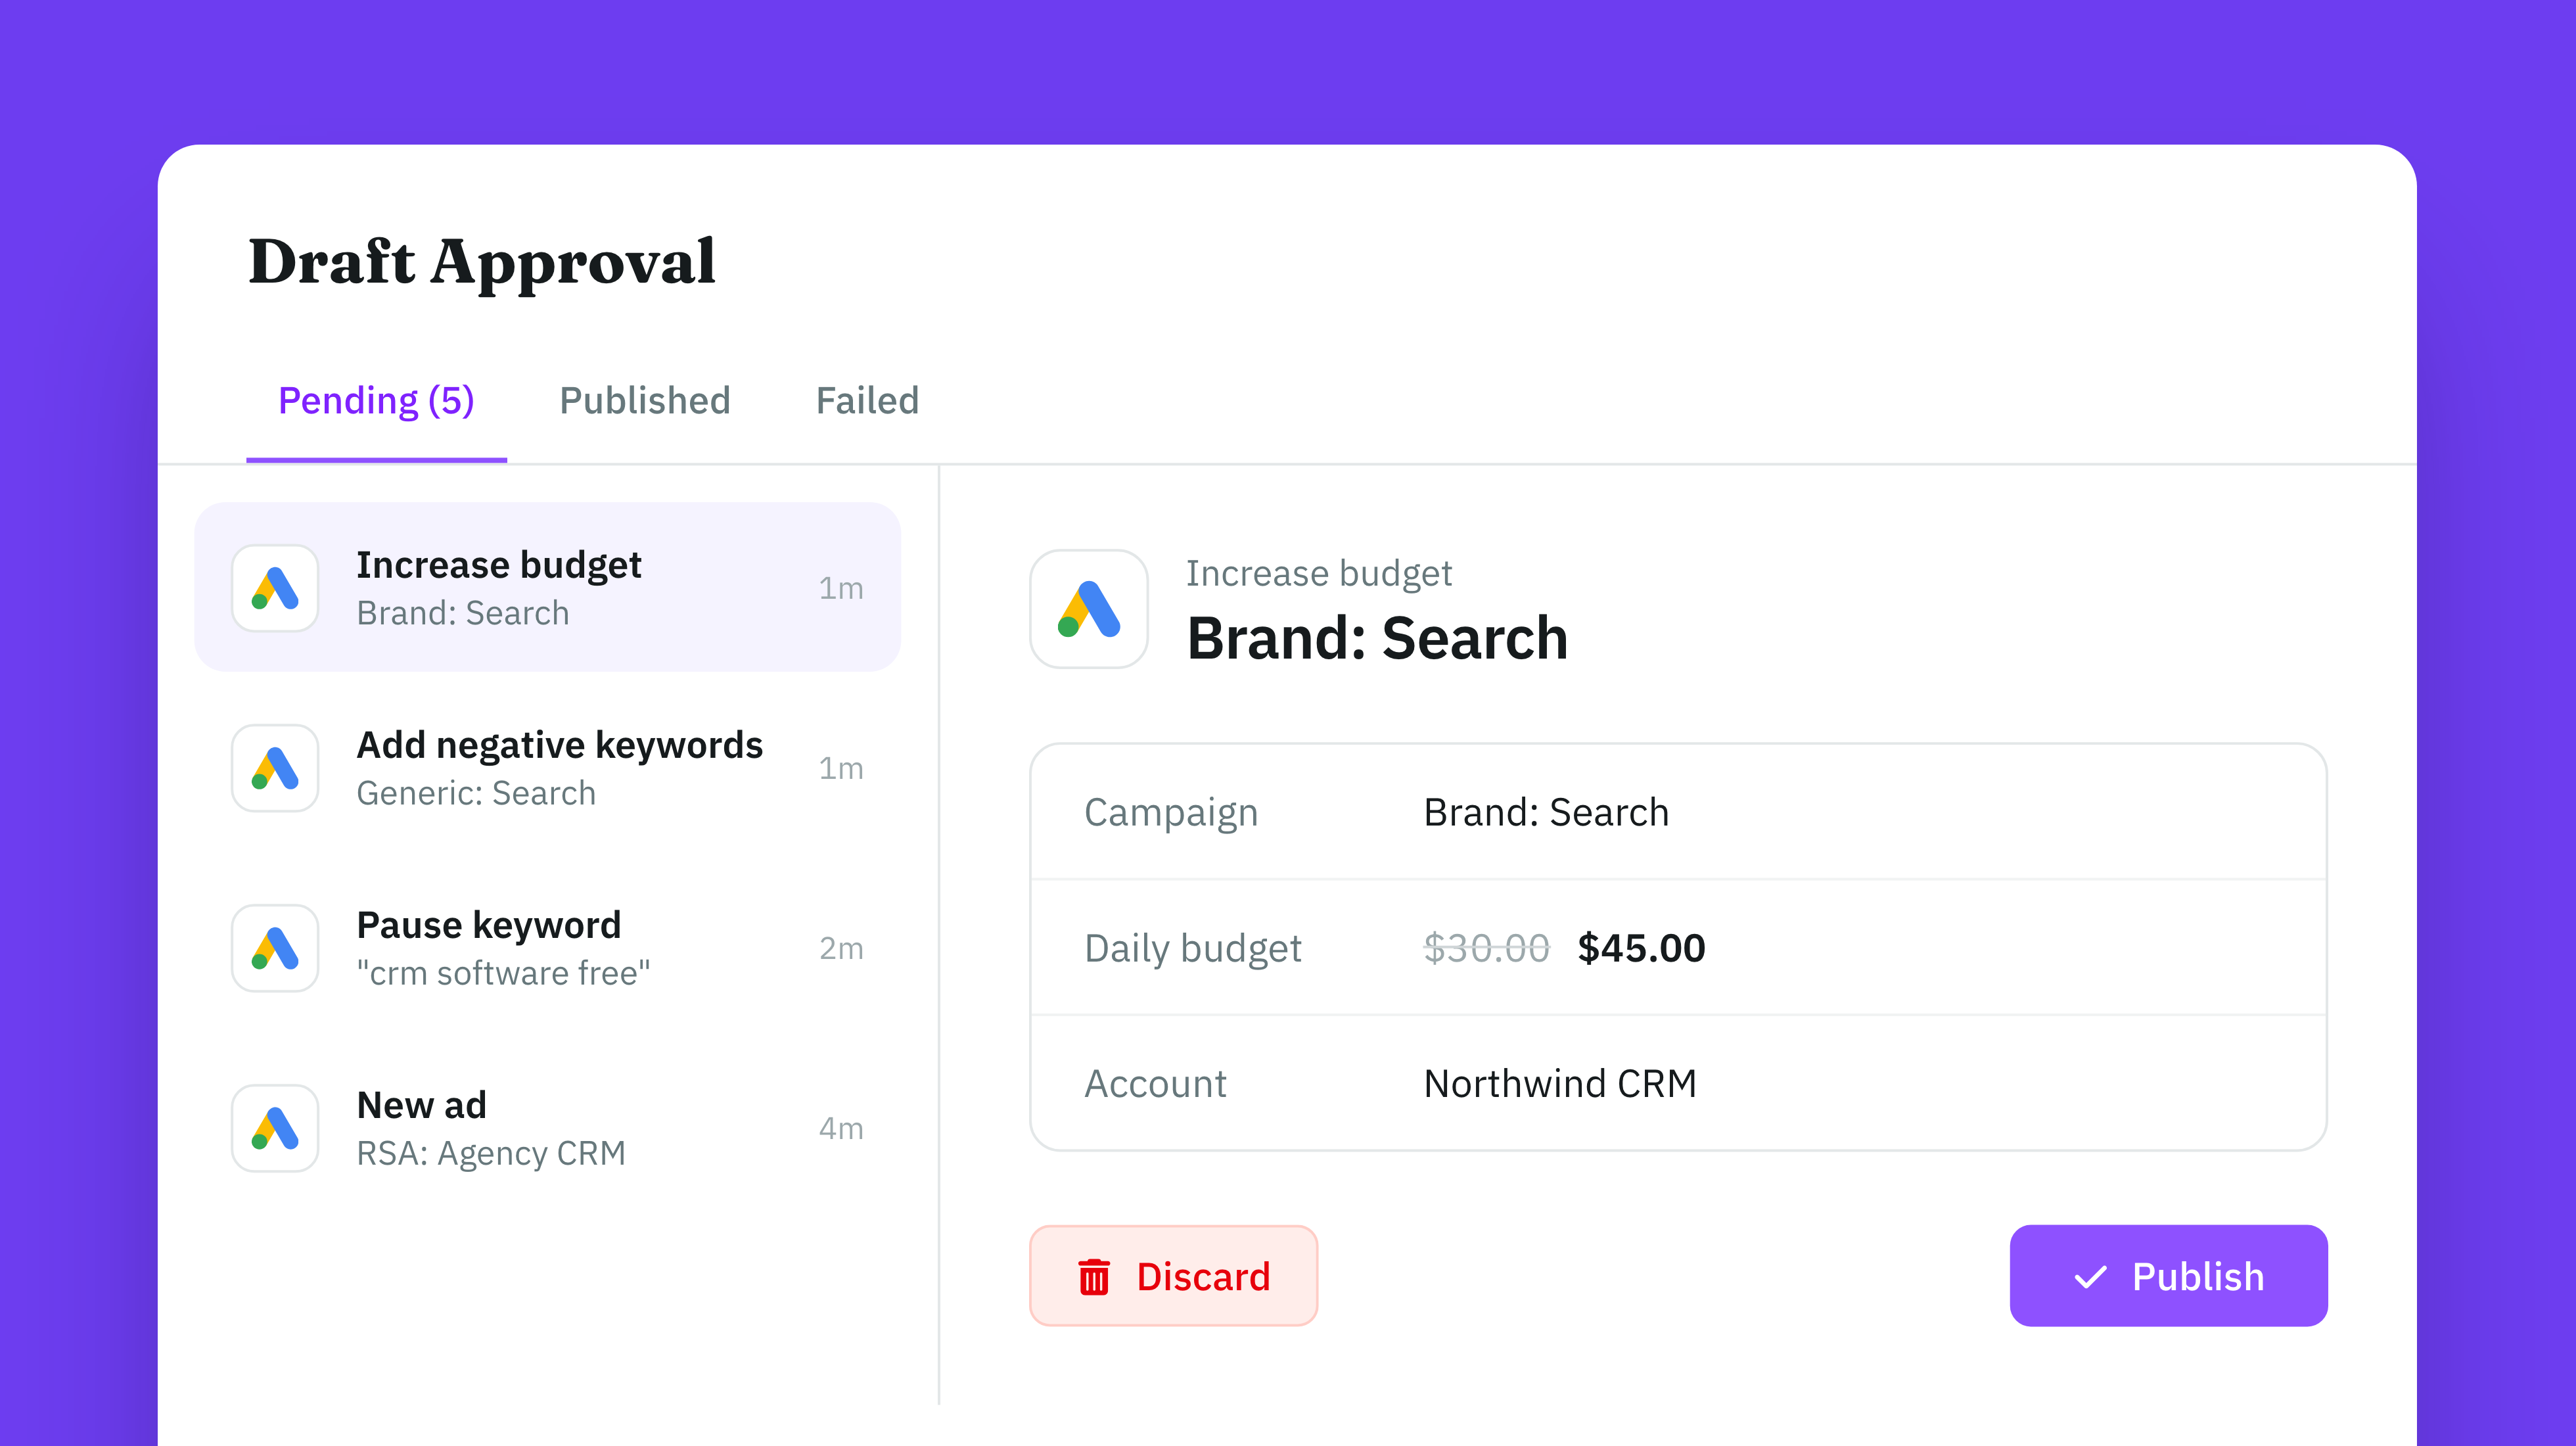 Draft Approval
Pending (5)
Published
Failed
Increase budget
Brand: Search
1m
Add negative keywords
Generic: Search
1m
Pause keyword
"crm software free"
2m
New ad
RSA: Agency CRM
4m
Increase budget
Brand: Search
Campaign
Brand: Search
Daily budget
$30.00 $45.00
Account
Northwind CRM
Discard
Publish